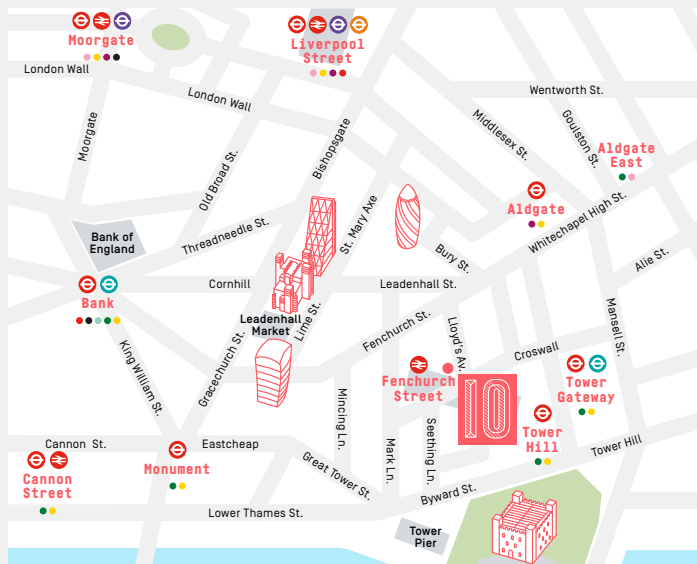 Moorgate
London Wall
Liverpool
Street
London Wall
Wentworth St.
Moorgate
Old Broad St.
Bishopsgate
Middlesex St.
Goulston St.
Aldgate
East
Aldgate
Whitechapel High St.
Threadneedle St.
St. Mary Axe
Bury St.
Alie St.
Bank of
England
Bank
Cornhill
Leadenhall St.
Leadenhall
Market
Lime St.
Gracechurch St.
Fenchurch St.
Lloyd's Av.
Croswall
Mansell St.
King William St.
Fenchurch
Street
10
Tower
Gateway
Mincing Ln.
Mark Ln.
Seething Ln.
Tower
Hill
Tower Hill
Cannon St.
Eastcheap
Monument
Cannon
Street
Great Tower St.
Byward St.
Lower Thames St.
Tower
Pier